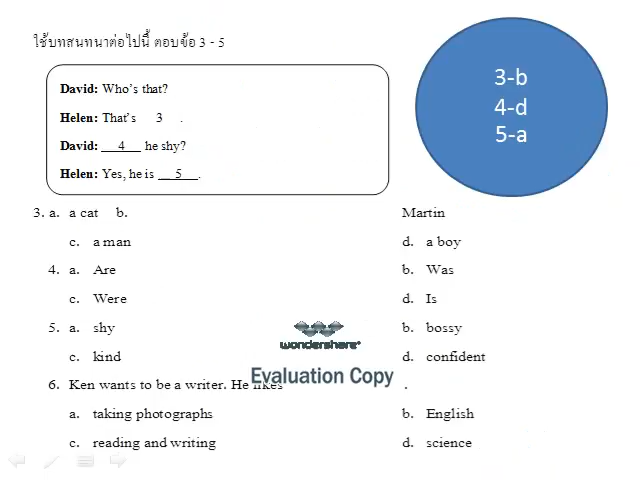 ใช้บทสนทนาต่อไปนี้ ตอบข้อ 3 - 5
David: Who's that?
Helen: That's 3 .
David: __4__ he shy?
Helen: Yes, he is __5__.
3-b
4-d
5-a
3. a. a cat b. Martin
c. a man d. a boy
4. a. Are b. Was
c. Were d. Is
5. a. shy b. bossy
c. kind d. confident
6. Ken wants to be a writer. He likes .
a. taking photographs b. English
c. reading and writing d. science
wondershare
Evaluation Copy